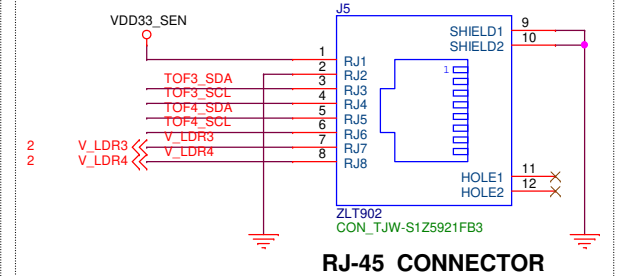 J5
VDD33_SEN
9
SHIELD1
10
SHIELD2
1
RJ1
2
RJ2
TOF3_SDA
3
RJ3
TOF3_SCL
4
RJ4
TOF4_SDA
5
RJ5
TOF4_SCL
6
RJ6
2
V_LDR3
V_LDR3
7
RJ7
2
V_LDR4
V_LDR4
8
RJ8
1
11
HOLE1
12
HOLE2
ZLT902
CON_TJW-S1Z5921FB3
RJ-45 CONNECTOR